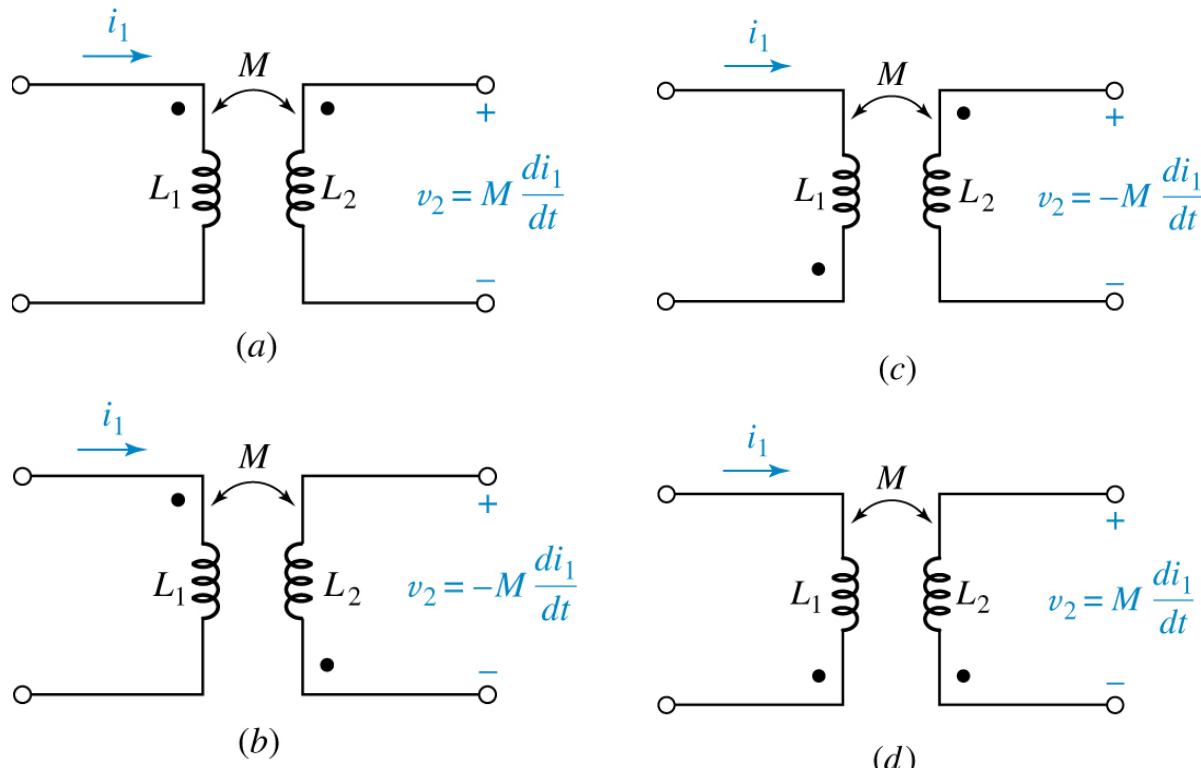 i₁
M
L₁
L₂
+
v₂ = M di₁/dt
−
(a)
i₁
M
L₁
L₂
+
v₂ = −M di₁/dt
−
(b)
i₁
M
L₁
L₂
+
v₂ = −M di₁/dt
−
(c)
i₁
M
L₁
L₂
+
v₂ = M di₁/dt
−
(d)